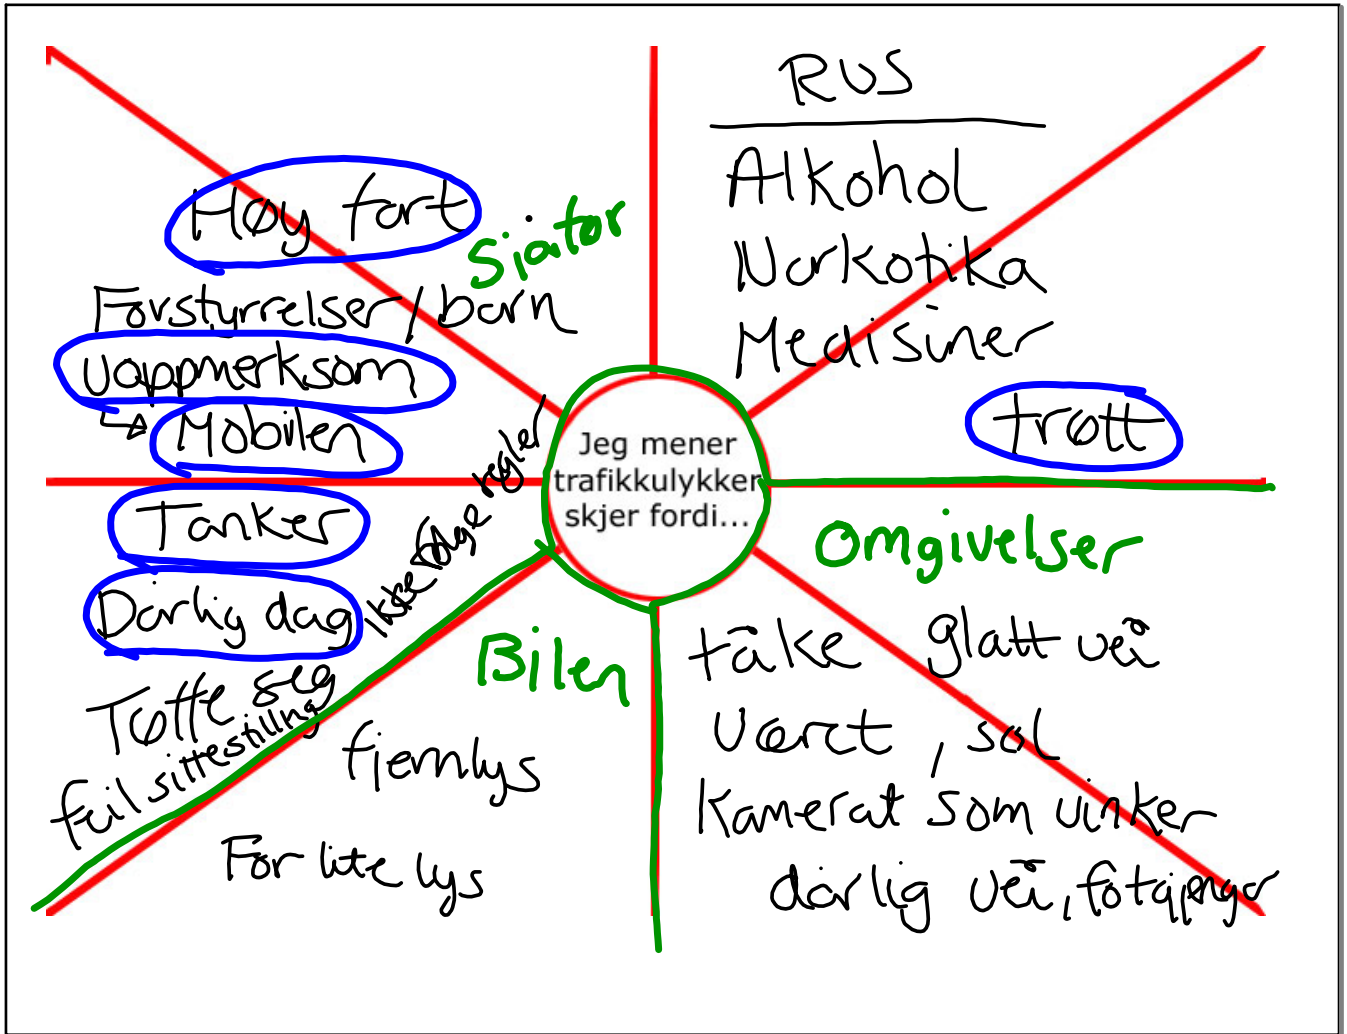 RUS
Alkohol
Narkotika
Medisiner
trøtt
Høy fart
Sjåfør
Forstyrrelser / barn
uoppmerksom
Mobilen
Tanker
Dårlig dag
Ikke følge regler
Tøffe seg
feil sittestilling
Jeg mener
trafikkulykker
skjer fordi...
Omgivelser
tåke glatt vei
været, sol
Kamerat som vinker
dårlig vei, fotgjenger
Bilen
fjernlys
For lite lys